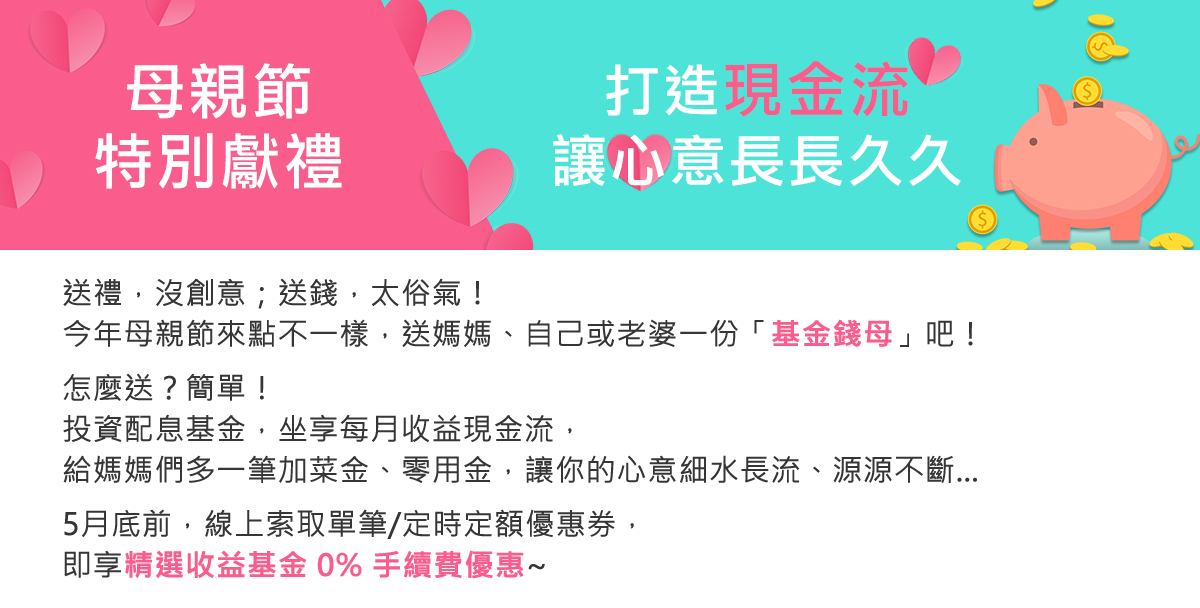 母親節
特別獻禮
打造現金流
讓心意長長久久
送禮，沒創意；送錢，太俗氣！
今年母親節來點不一樣，送媽媽、自己或老婆一份「基金錢母」吧！
怎麼送？簡單！
投資配息基金，坐享每月收益現金流，
給媽媽們多一筆加菜金、零用金，讓你的心意細水長流、源源不斷...
5月底前，線上索取單筆/定時定額優惠券，
即享精選收益基金 0% 手續費優惠~